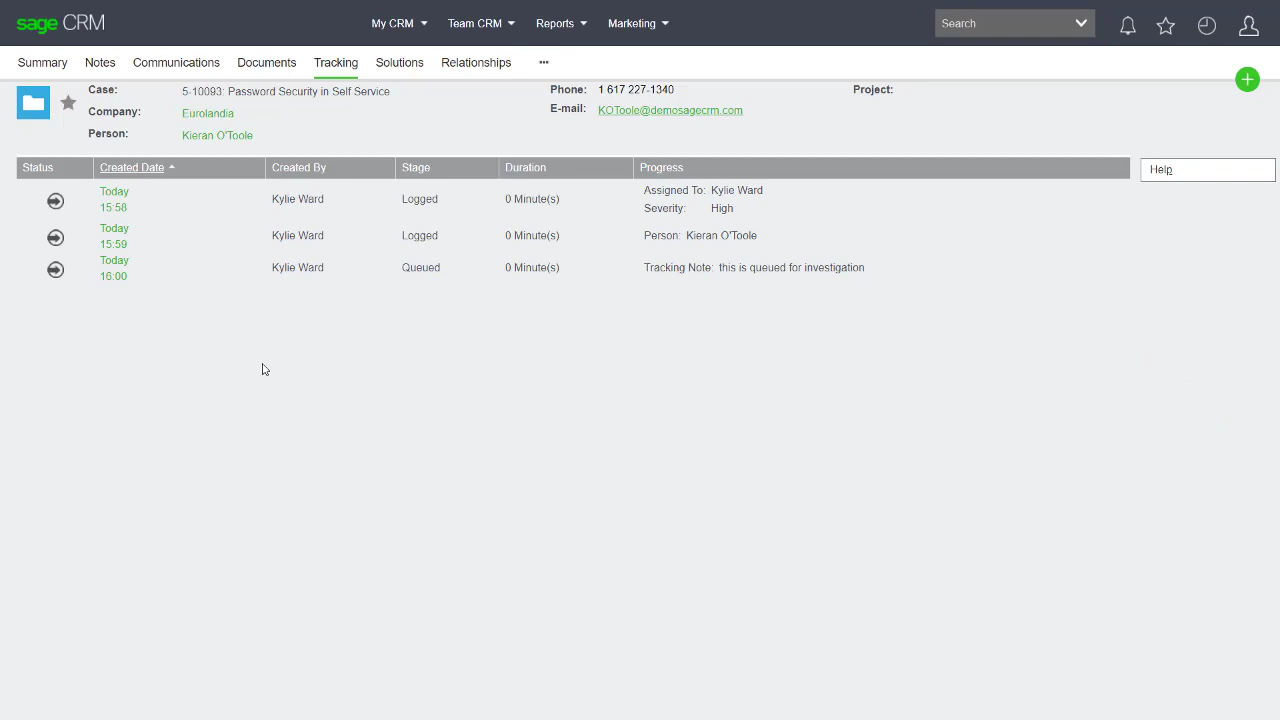 sage CRM
My CRM
Team CRM
Reports
Marketing
Search
Summary
Notes
Communications
Documents
Tracking
Solutions
Relationships
•••
Case: 5-10093: Password Security in Self Service
Company: Eurolandia
Person: Kieran O'Toole
Phone: 1 617 227-1340
E-mail: KOToole@demosagecrm.com
Project:
Status Created Date Created By Stage Duration Progress
Today 15:58 Kylie Ward Logged 0 Minute(s) Assigned To: Kylie Ward
Severity: High
Today 15:59 Kylie Ward Logged 0 Minute(s) Person: Kieran O'Toole
Today 16:00 Kylie Ward Queued 0 Minute(s) Tracking Note: this is queued for investigation
Help